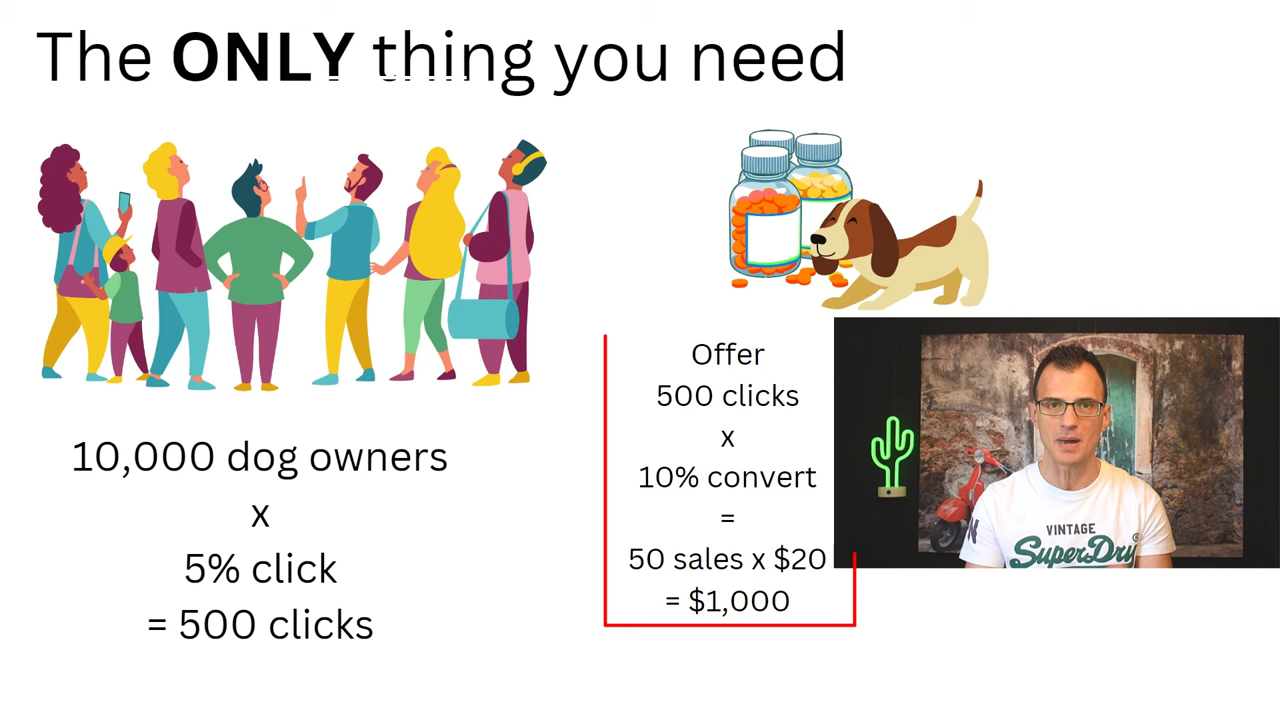 The ONLY thing you need
10,000 dog owners
x
5% click
= 500 clicks
Offer
500 clicks
x
10% convert
=
50 sales x $20
= $1,000
VINTAGE
SuperDry